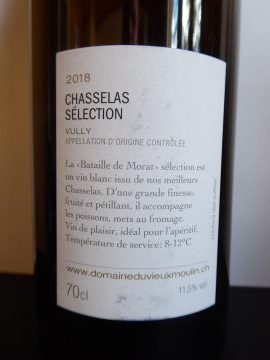 2018
CHASSELAS
SÉLECTION
VULLY
APPELLATION D'ORIGINE CONTRÔLÉE
La «Bataille de Morat» sélection est
un vin blanc issu de nos meilleurs
Chasselas. D'une grande finesse,
fruité et pétillant, il accompagne
les poissons, mets au fromage.
Vin de plaisir, idéal pour l'apéritif.
Température de service: 8-12°C
www.domaineduvieuxmoulin.ch
70cl
11.5% vol.